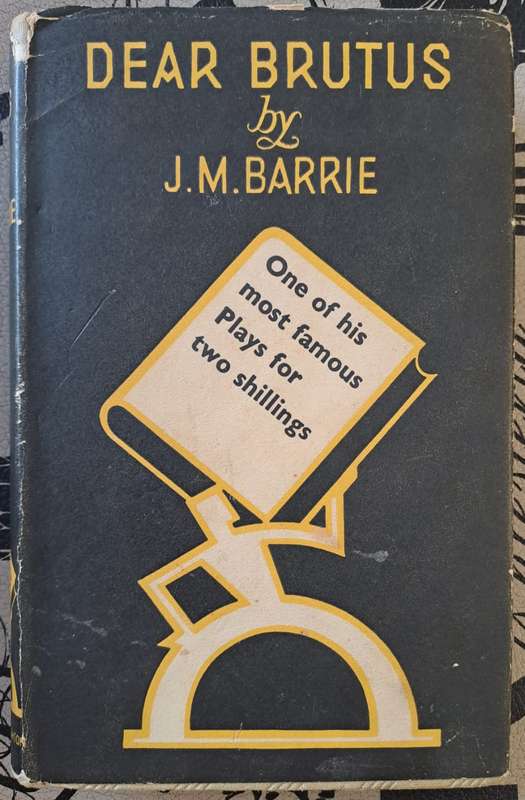 DEAR BRUTUS
by
J.M.BARRIE
One of his
most famous
Plays for
two shillings